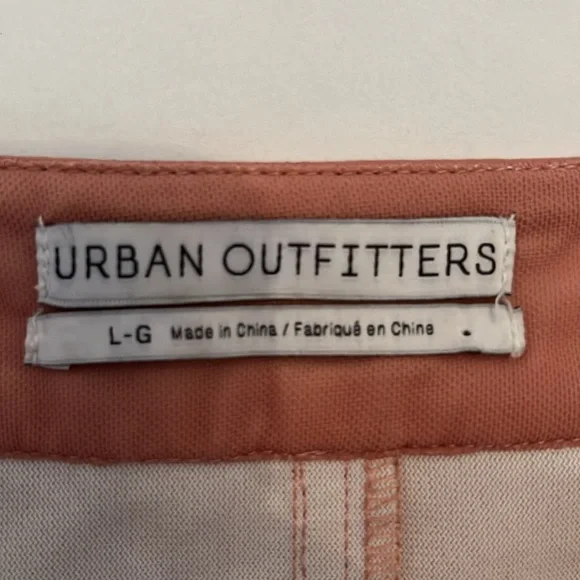 URBAN OUTFITTERS
L-G Made in China / Fabriqué en Chine